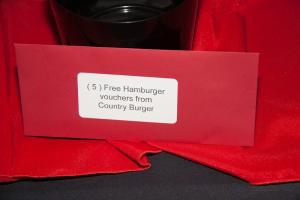 ( 5 ) Free Hamburger
vouchers from
Country Burger